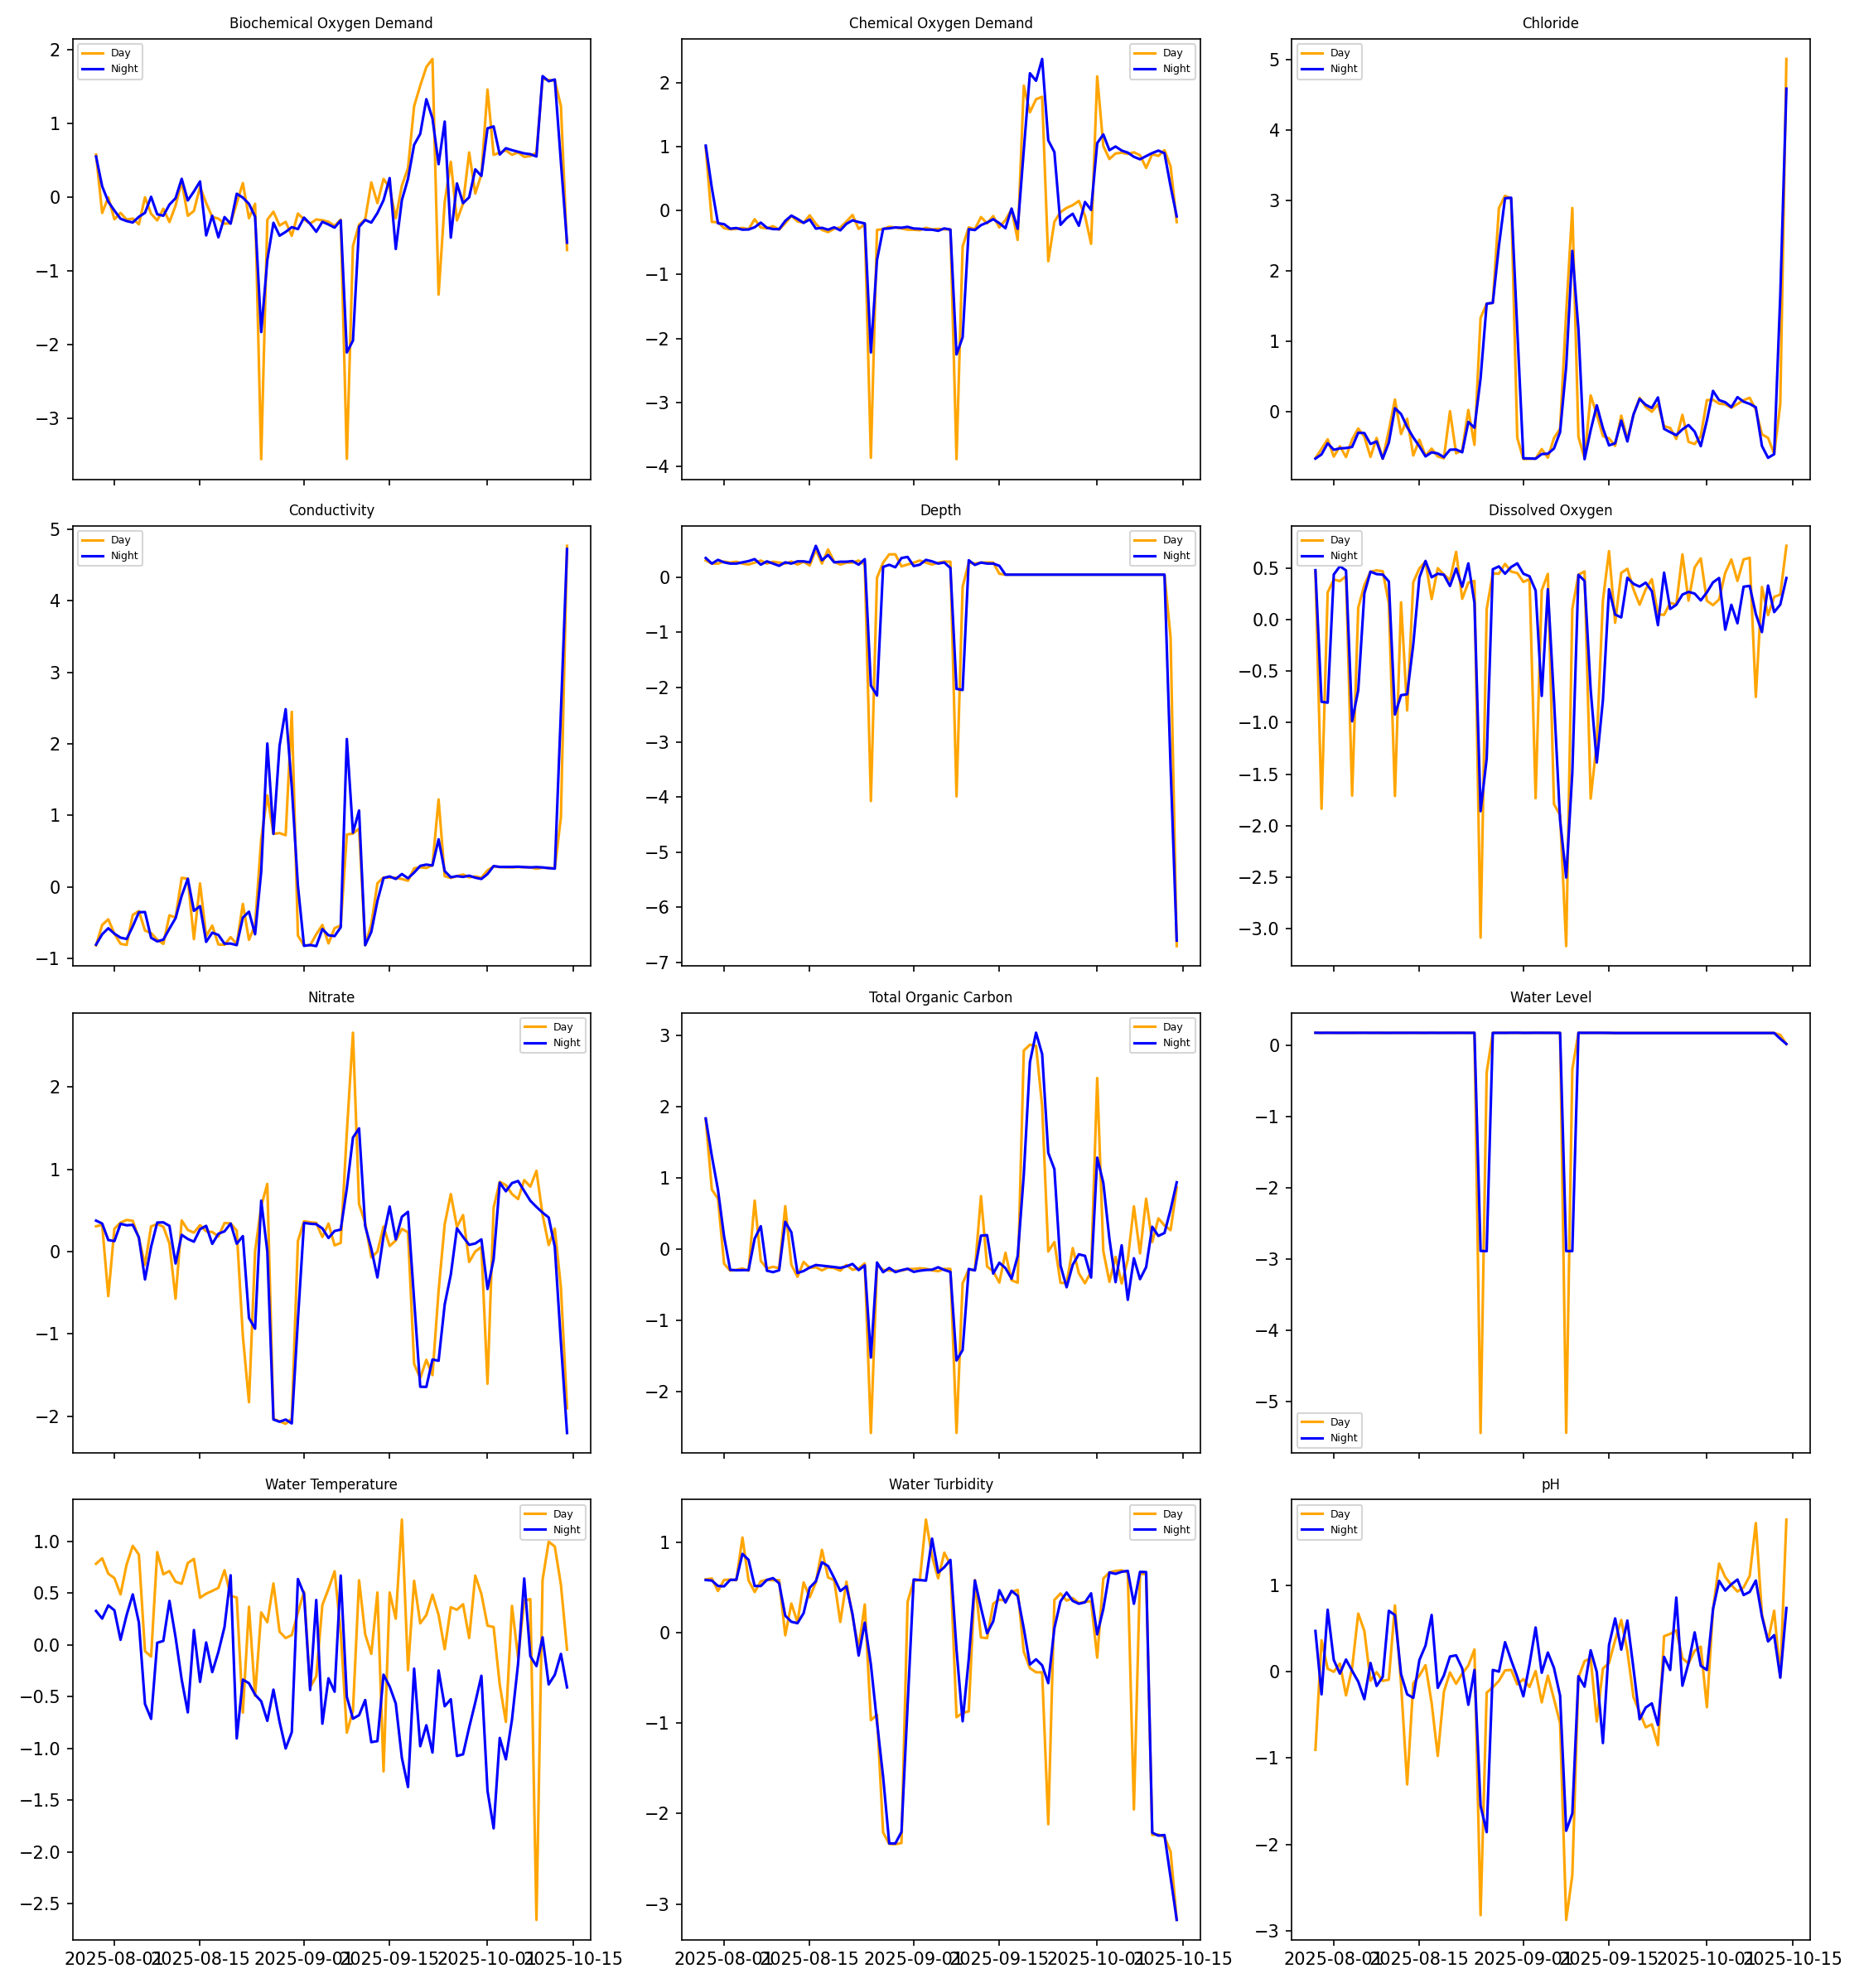 Biochemical Oxygen Demand
2
1
0
−1
−2
−3
Day
Night
Chemical Oxygen Demand
2
1
0
−1
−2
−3
−4
Day
Night
Chloride
5
4
3
2
1
0
Day
Night
Conductivity
5
4
3
2
1
0
−1
Day
Night
Depth
0
−1
−2
−3
−4
−5
−6
−7
Day
Night
Dissolved Oxygen
0.5
0.0
−0.5
−1.0
−1.5
−2.0
−2.5
−3.0
Day
Night
Nitrate
2
1
0
−1
−2
Day
Night
Total Organic Carbon
3
2
1
0
−1
−2
Day
Night
Water Level
0
−1
−2
−3
−4
−5
Day
Night
Water Temperature
1.0
0.5
0.0
−0.5
−1.0
−1.5
−2.0
−2.5
Day
Night
2025-08-01 2025-08-15 2025-09-01 2025-09-15 2025-10-01 2025-10-15
Water Turbidity
1
0
−1
−2
−3
Day
Night
2025-08-01 2025-08-15 2025-09-01 2025-09-15 2025-10-01 2025-10-15
pH
1
0
−1
−2
−3
Day
Night
2025-08-01 2025-08-15 2025-09-01 2025-09-15 2025-10-01 2025-10-15